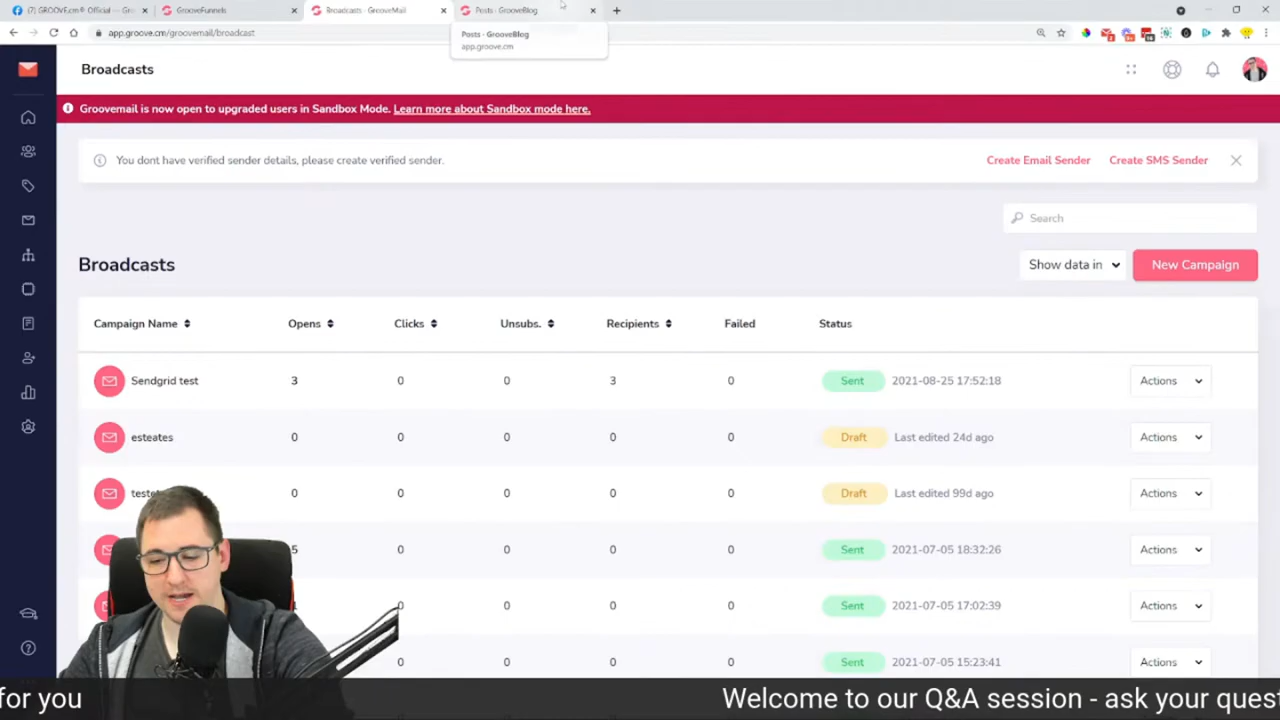 (7) GROOVE.cm® Official — Gro
GrooveFunnels
Broadcasts - GrooveMail
Posts - GrooveBlog
app.groove.cm/groovemail/broadcast
Posts - GrooveBlog
app.groove.cm
Broadcasts
Groovemail is now open to upgraded users in Sandbox Mode. Learn more about Sandbox mode here.
You dont have verified sender details, please create verified sender.
Create Email Sender
Create SMS Sender
Search
Broadcasts
Show data in
New Campaign
Campaign Name Opens Clicks Unsubs. Recipients Failed Status
Sendgrid test 3 0 0 3 0 Sent 2021-08-25 17:52:18 Actions
esteates 0 0 0 0 0 Draft Last edited 24d ago Actions
0 0 0 0 0 Draft Last edited 99d ago Actions
5 0 0 0 0 Sent 2021-07-05 18:32:26 Actions
0 0 0 0 Sent 2021-07-05 17:02:39 Actions
0 0 0 0 Sent 2021-07-05 15:23:41 Actions
for you
Welcome to our Q&A session - ask your quest